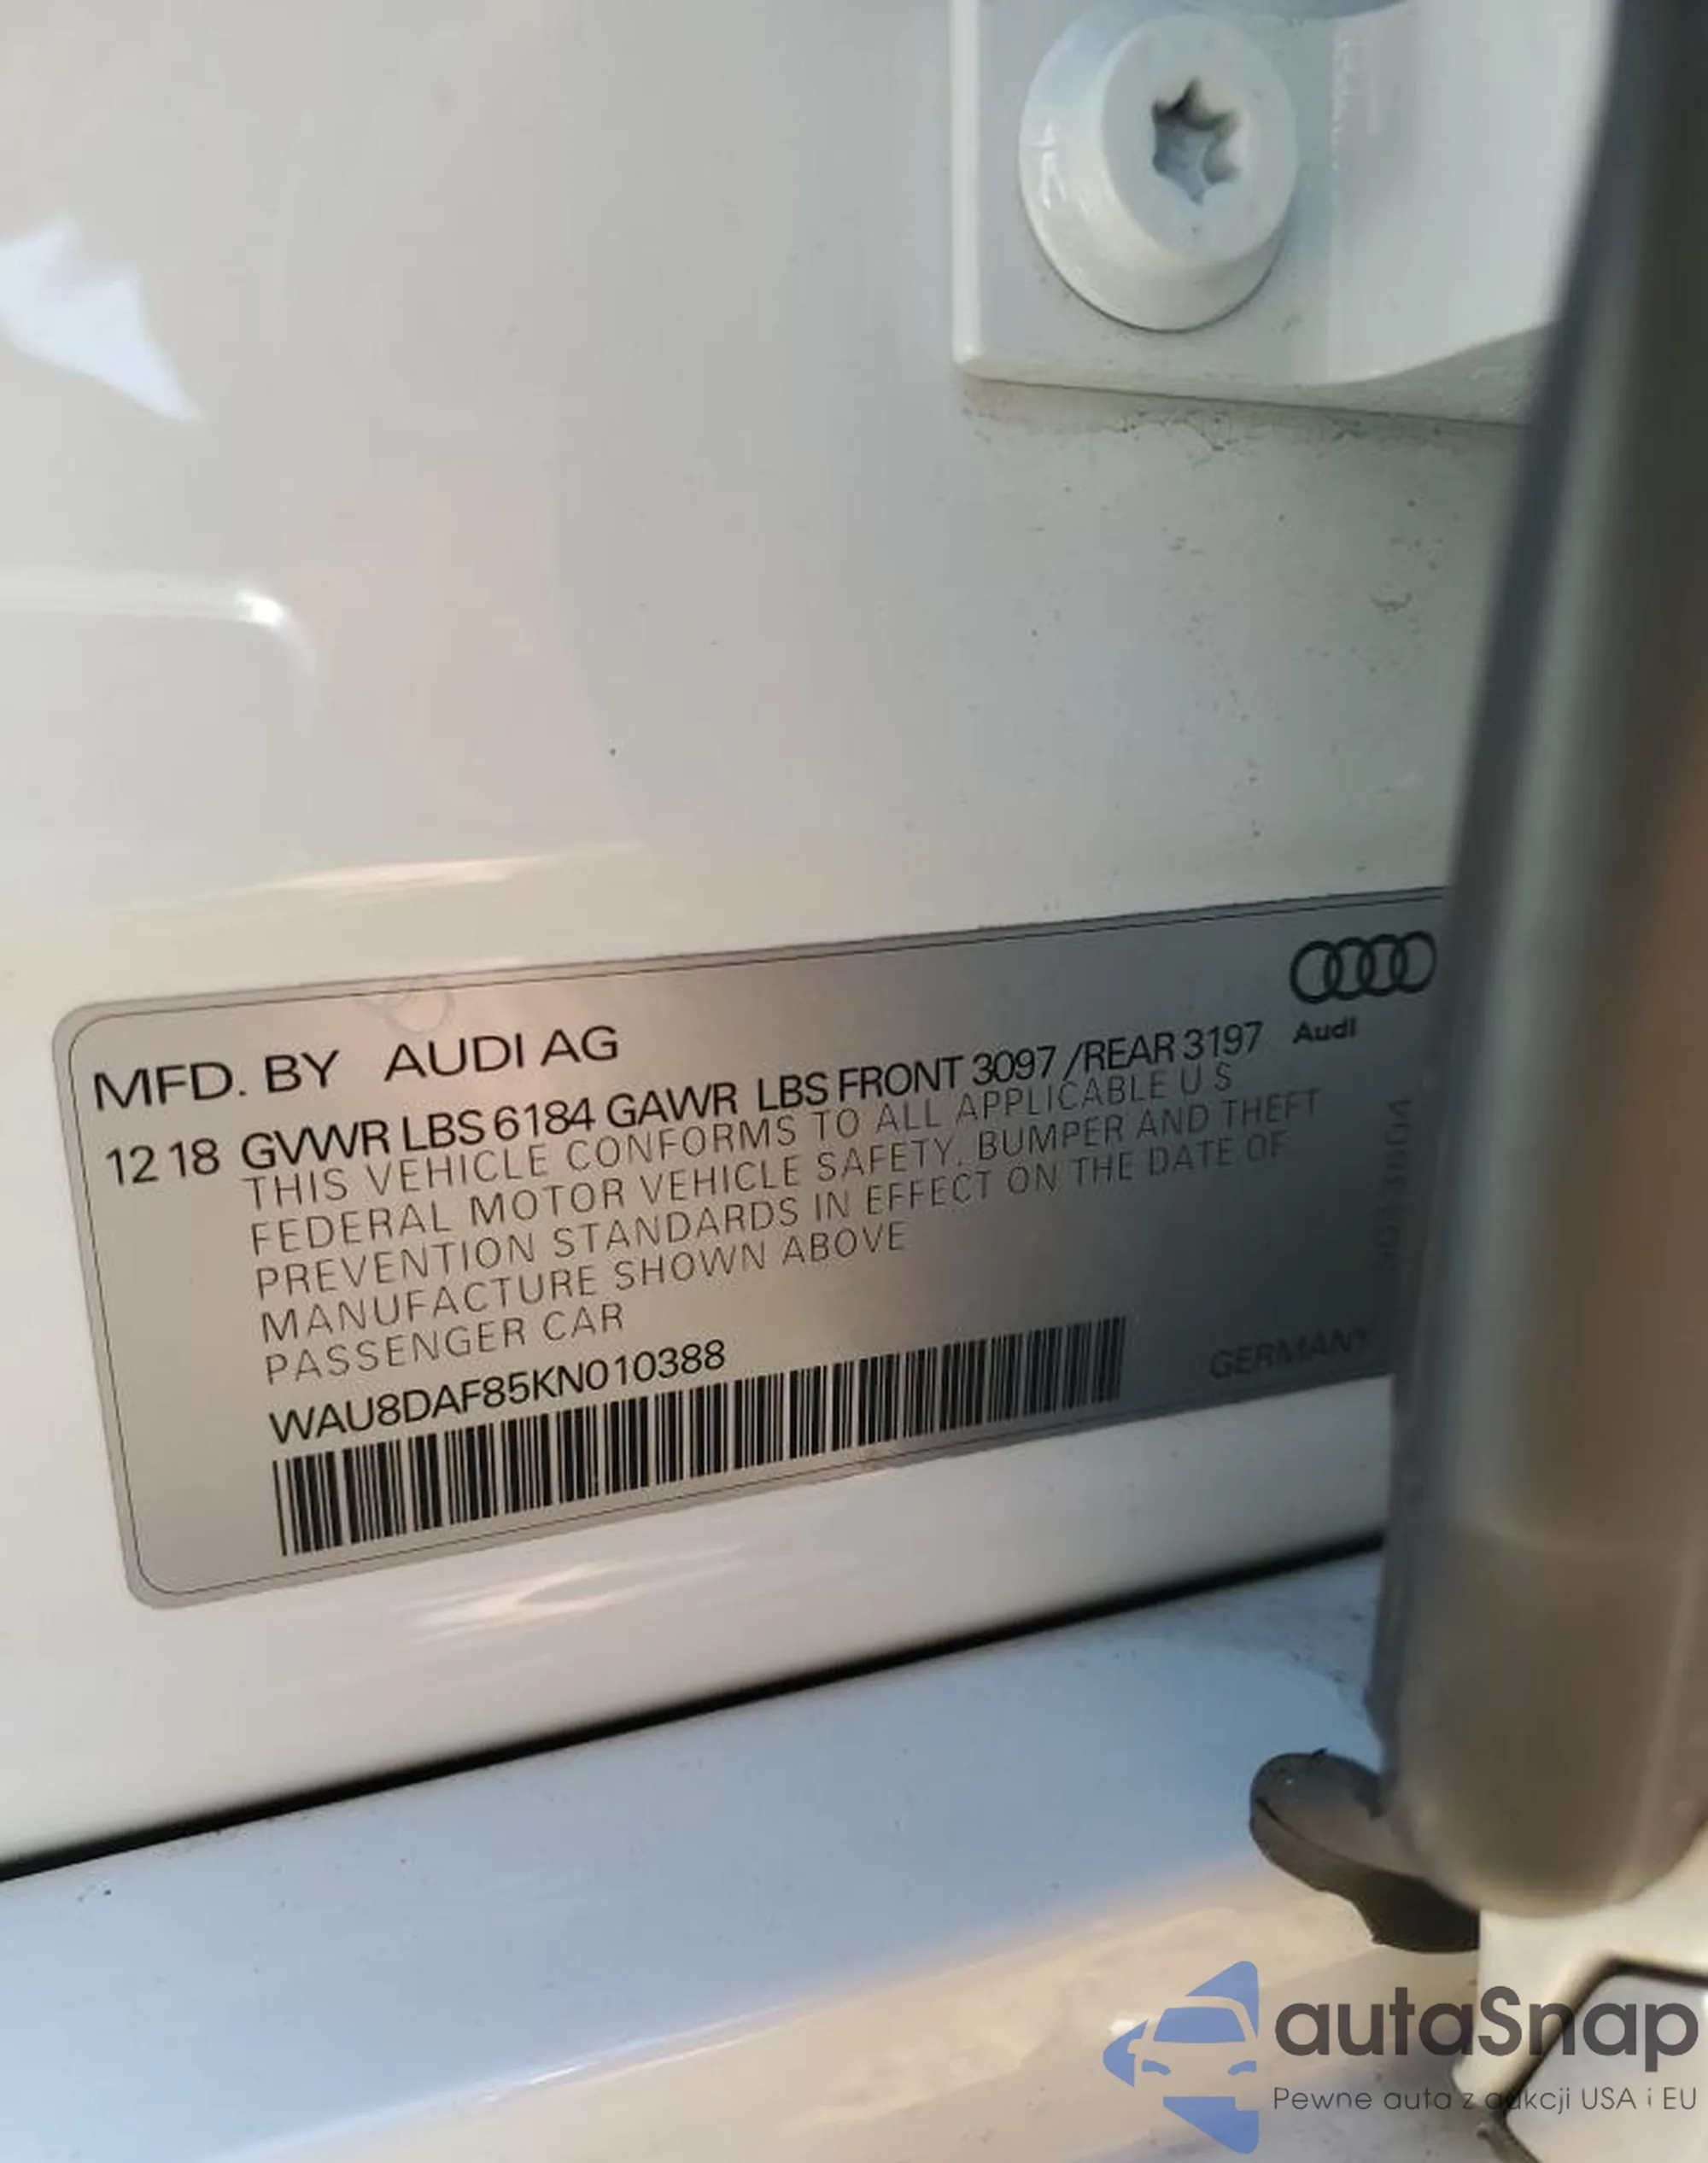 MFD. BY AUDI AG
Audi
12 18 GVWR LBS 6184 GAWR LBS FRONT 3097 /REAR 3197
THIS VEHICLE CONFORMS TO ALL APPLICABLE U S
FEDERAL MOTOR VEHICLE SAFETY, BUMPER AND THEFT
PREVENTION STANDARDS IN EFFECT ON THE DATE OF
MANUFACTURE SHOWN ABOVE
PASSENGER CAR
WAU8DAF85KN010388
GERMANY
autaSnap
Pewne auta z aukcji USA i EU